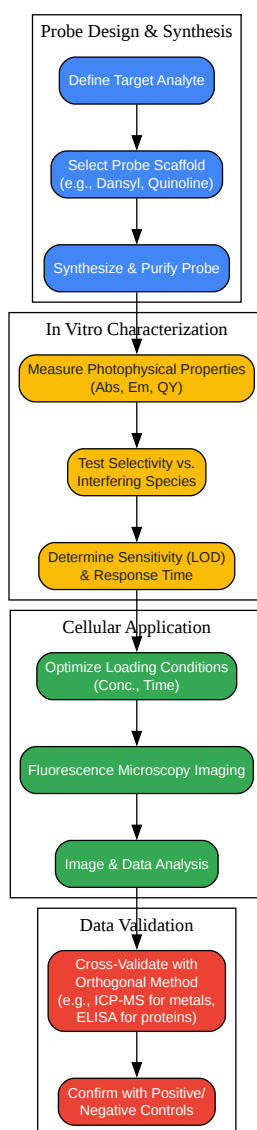 Probe Design & Synthesis
Define Target Analyte
Select Probe Scaffold
(e.g., Dansyl, Quinoline)
Synthesize & Purify Probe
In Vitro Characterization
Measure Photophysical Properties
(Abs, Em, QY)
Test Selectivity vs.
Interfering Species
Determine Sensitivity (LOD)
& Response Time
Cellular Application
Optimize Loading Conditions
(Conc., Time)
Fluorescence Microscopy Imaging
Image & Data Analysis
Data Validation
Cross-Validate with
Orthogonal Method
(e.g., ICP-MS for metals,
ELISA for proteins)
Confirm with Positive/
Negative Controls